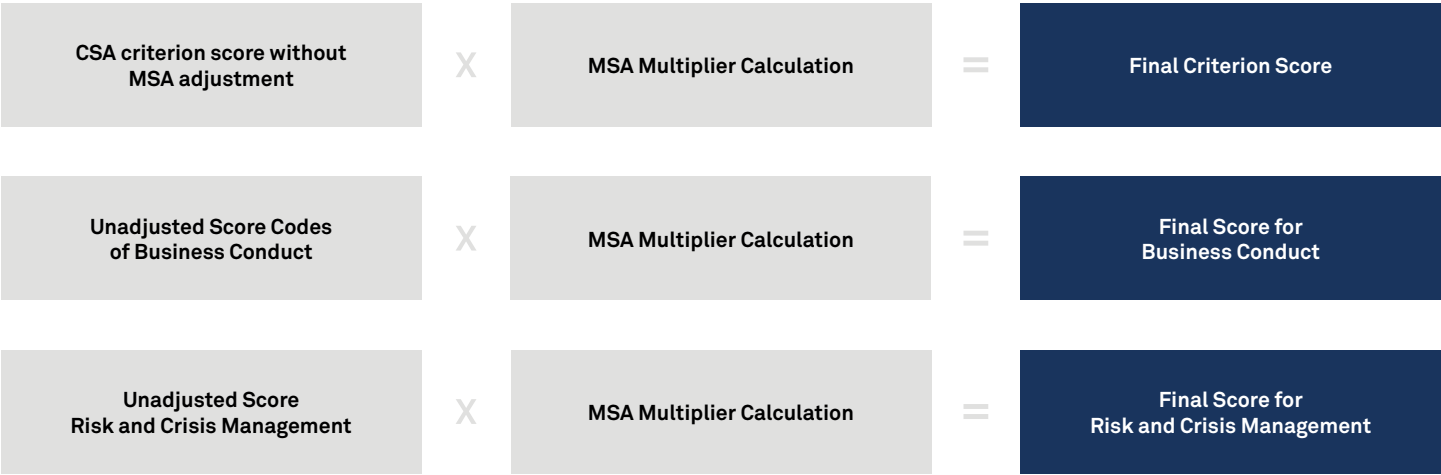 CSA criterion score without
MSA adjustment
X
MSA Multiplier Calculation
=
Final Criterion Score
Unadjusted Score Codes
of Business Conduct
X
MSA Multiplier Calculation
=
Final Score for
Business Conduct
Unadjusted Score
Risk and Crisis Management
X
MSA Multiplier Calculation
=
Final Score for
Risk and Crisis Management